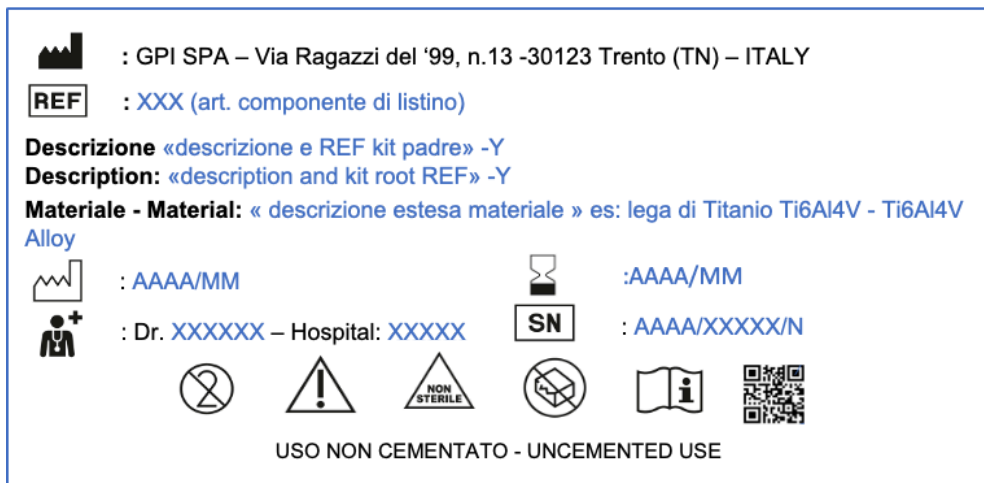 : GPI SPA – Via Ragazzi del ‘99, n.13 -30123 Trento (TN) – ITALY
REF : XXX (art. componente di listino)
Descrizione «descrizione e REF kit padre» -Y
Description: «description and kit root REF» -Y
Materiale - Material: « descrizione estesa materiale » es: lega di Titanio Ti6Al4V - Ti6Al4V
Alloy
: AAAA/MM :AAAA/MM
: Dr. XXXXXX – Hospital: XXXXX SN : AAAA/XXXXX/N
2 ! NON STERILE i
USO NON CEMENTATO - UNCEMENTED USE